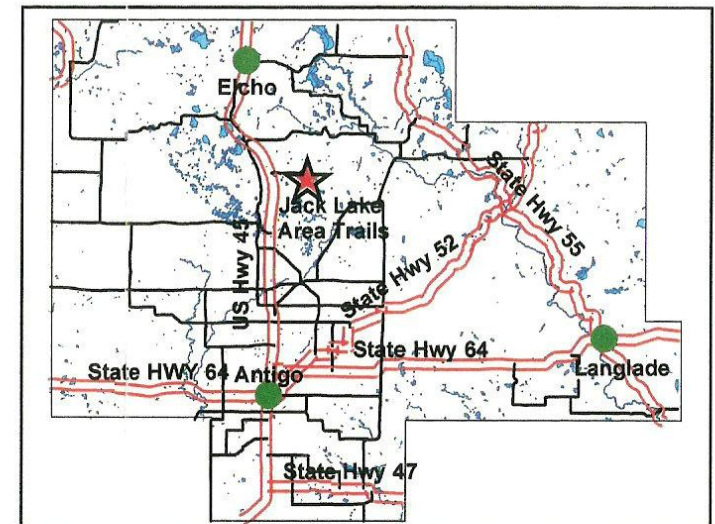 Elcho
State Hwy 55
Jack Lake
Area Trails
US Hwy 45
State Hwy 52
State Hwy 64
Langlade
State HWY 64
Antigo
State Hwy 47